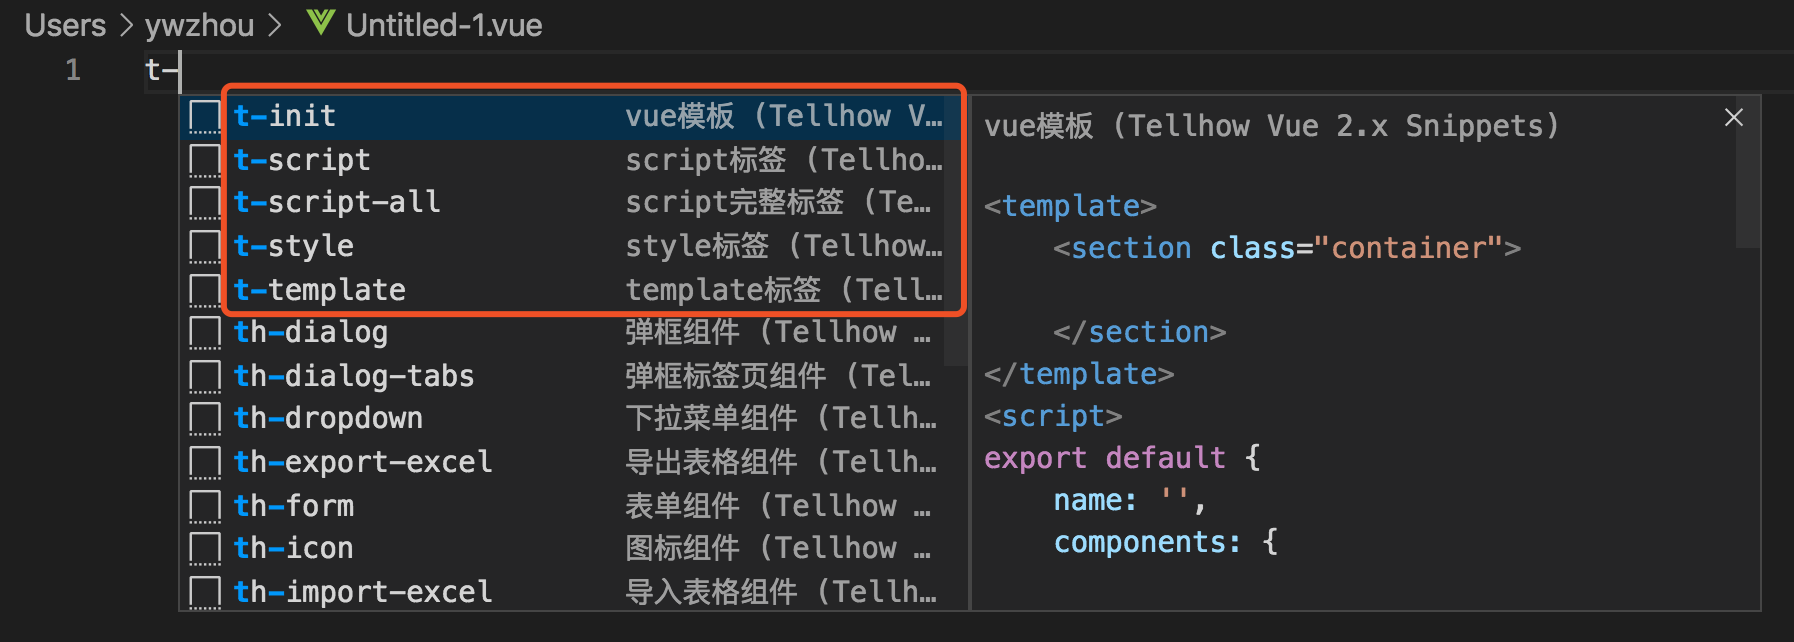 Users > ywzhou > Untitled-1.vue
1 t-
t-init vue模板 (Tellhow V…
t-script script标签 (Tellho…
t-script-all script完整标签 (Te…
t-style style标签 (Tellhow…
t-template template标签 (Tell…
th-dialog 弹框组件 (Tellhow …
th-dialog-tabs 弹框标签页组件 (Tel…
th-dropdown 下拉菜单组件 (Tellh…
th-export-excel 导出表格组件 (Tellh…
th-form 表单组件 (Tellhow …
th-icon 图标组件 (Tellhow …
th-import-excel 导入表格组件 (Tellh…
vue模板 (Tellhow Vue 2.x Snippets)
<template>
<section class="container">
</section>
</template>
<script>
export default {
name: '',
components: {